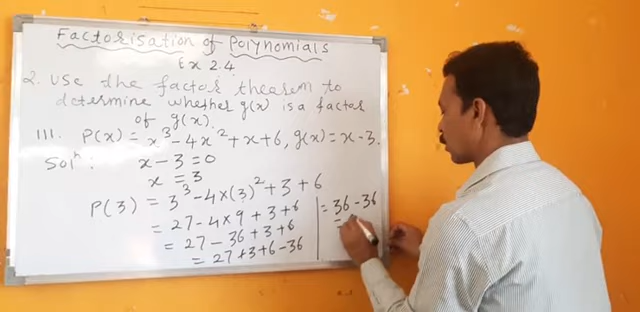 Factorisation of Polynomials
Ex 2.4
2. Use the factor thearem to
determine whether g(x) is a factor
of g(x)
III. P(x) = x³ - 4x² + x + 6, g(x) = x - 3.
Solⁿ: x - 3 = 0
x = 3
P(3) = 3³ - 4×(3)² + 3 + 6
= 27 - 4×9 + 3 + 6
= 27 - 36 + 3 + 6
= 27 + 3 + 6 - 36
= 36 - 36
=